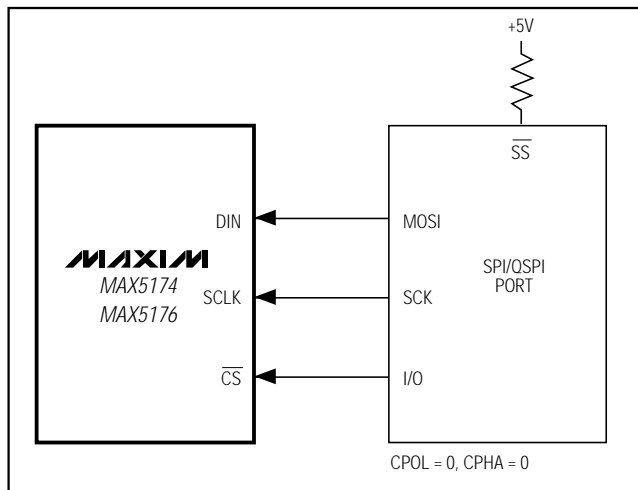 +5V
SS
DIN
MOSI
MAXIM
MAX5174
MAX5176
SPI/QSPI
PORT
SCLK
SCK
CS
I/O
CPOL = 0, CPHA = 0